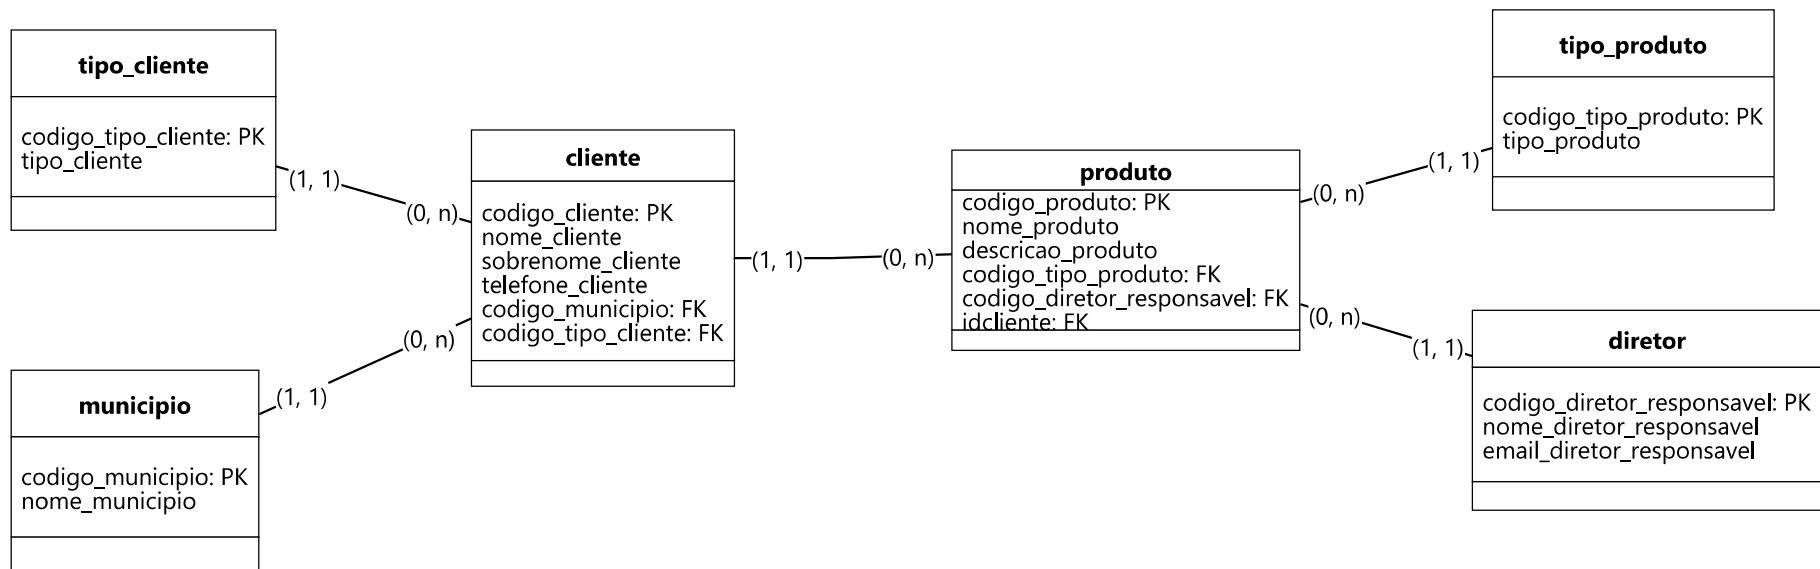 tipo_cliente
codigo_tipo_cliente: PK
tipo_cliente
(1, 1)
(0, n)
municipio
codigo_municipio: PK
nome_municipio
(1, 1)
(0, n)
cliente
codigo_cliente: PK
nome_cliente
sobrenome_cliente
telefone_cliente
codigo_municipio: FK
codigo_tipo_cliente: FK
(1, 1)
(0, n)
produto
codigo_produto: PK
nome_produto
descricao_produto
codigo_tipo_produto: FK
codigo_diretor_responsavel: FK
idcliente: FK
(0, n)
(1, 1)
tipo_produto
codigo_tipo_produto: PK
tipo_produto
(0, n)
(1, 1)
diretor
codigo_diretor_responsavel: PK
nome_diretor_responsavel
email_diretor_responsavel